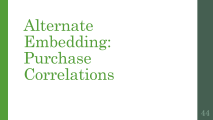 Alternate
Embedding:
Purchase
Correlations
44